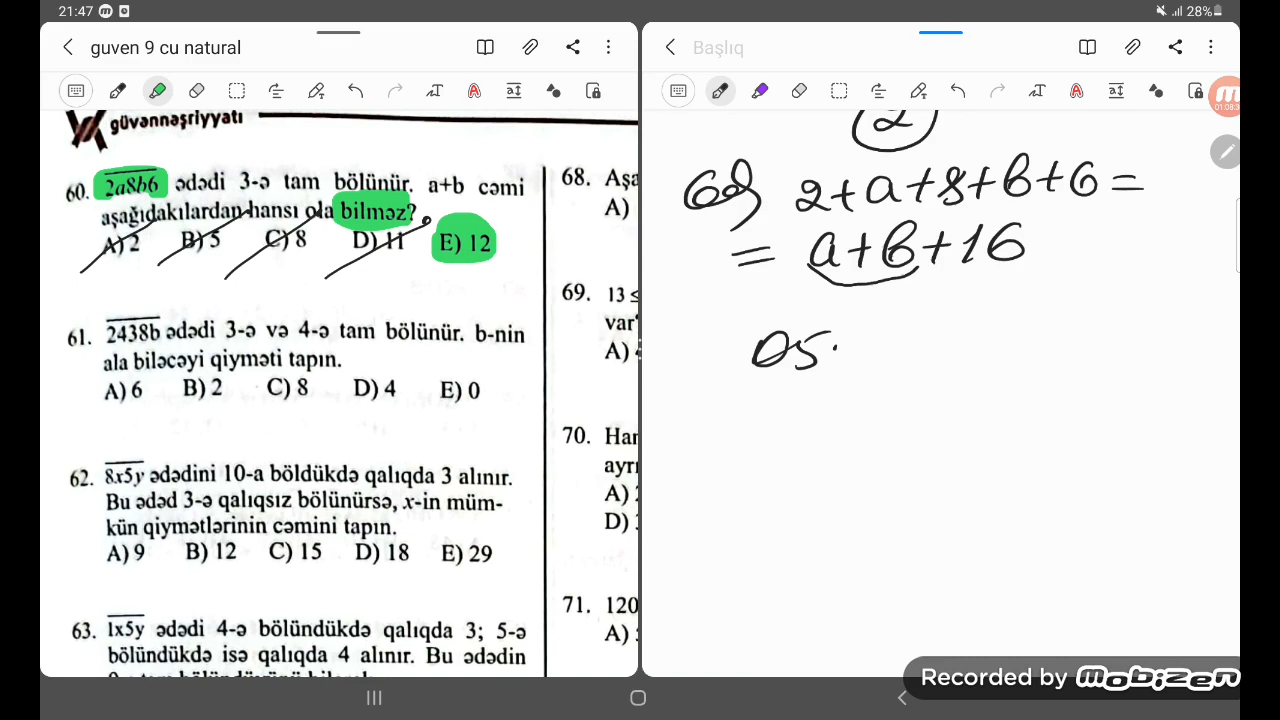 21:47
28%
guven 9 cu natural
Başlıq
güvənnəşriyyatı
60. 2a8b6 ədədi 3-ə tam bölünür. a+b cəmi
aşağıdakılardan hansı ola bilməz?
A) 2 B) 5 C) 8 D) 11 E) 12
61. 2438b ədədi 3-ə və 4-ə tam bölünür. b-nin
ala biləcəyi qiyməti tapın.
A) 6 B) 2 C) 8 D) 4 E) 0
62. 8x5y ədədini 10-a böldükdə qalıqda 3 alınır.
Bu ədəd 3-ə qalıqsız bölünürsə, x-in müm-
kün qiymətlərinin cəmini tapın.
A) 9 B) 12 C) 15 D) 18 E) 29
63. 1x5y ədədi 4-ə bölündükdə qalıqda 3; 5-ə
bölündükdə isə qalıqda 4 alınır. Bu ədədin
68. Aşa
A)
69. 13 ≤
var
A)
70. Har
ayrı
A)
D)
71. 120
A)
2
60) 2+a+8+b+6=
= a+b+16
Recorded by
MOBIZEN